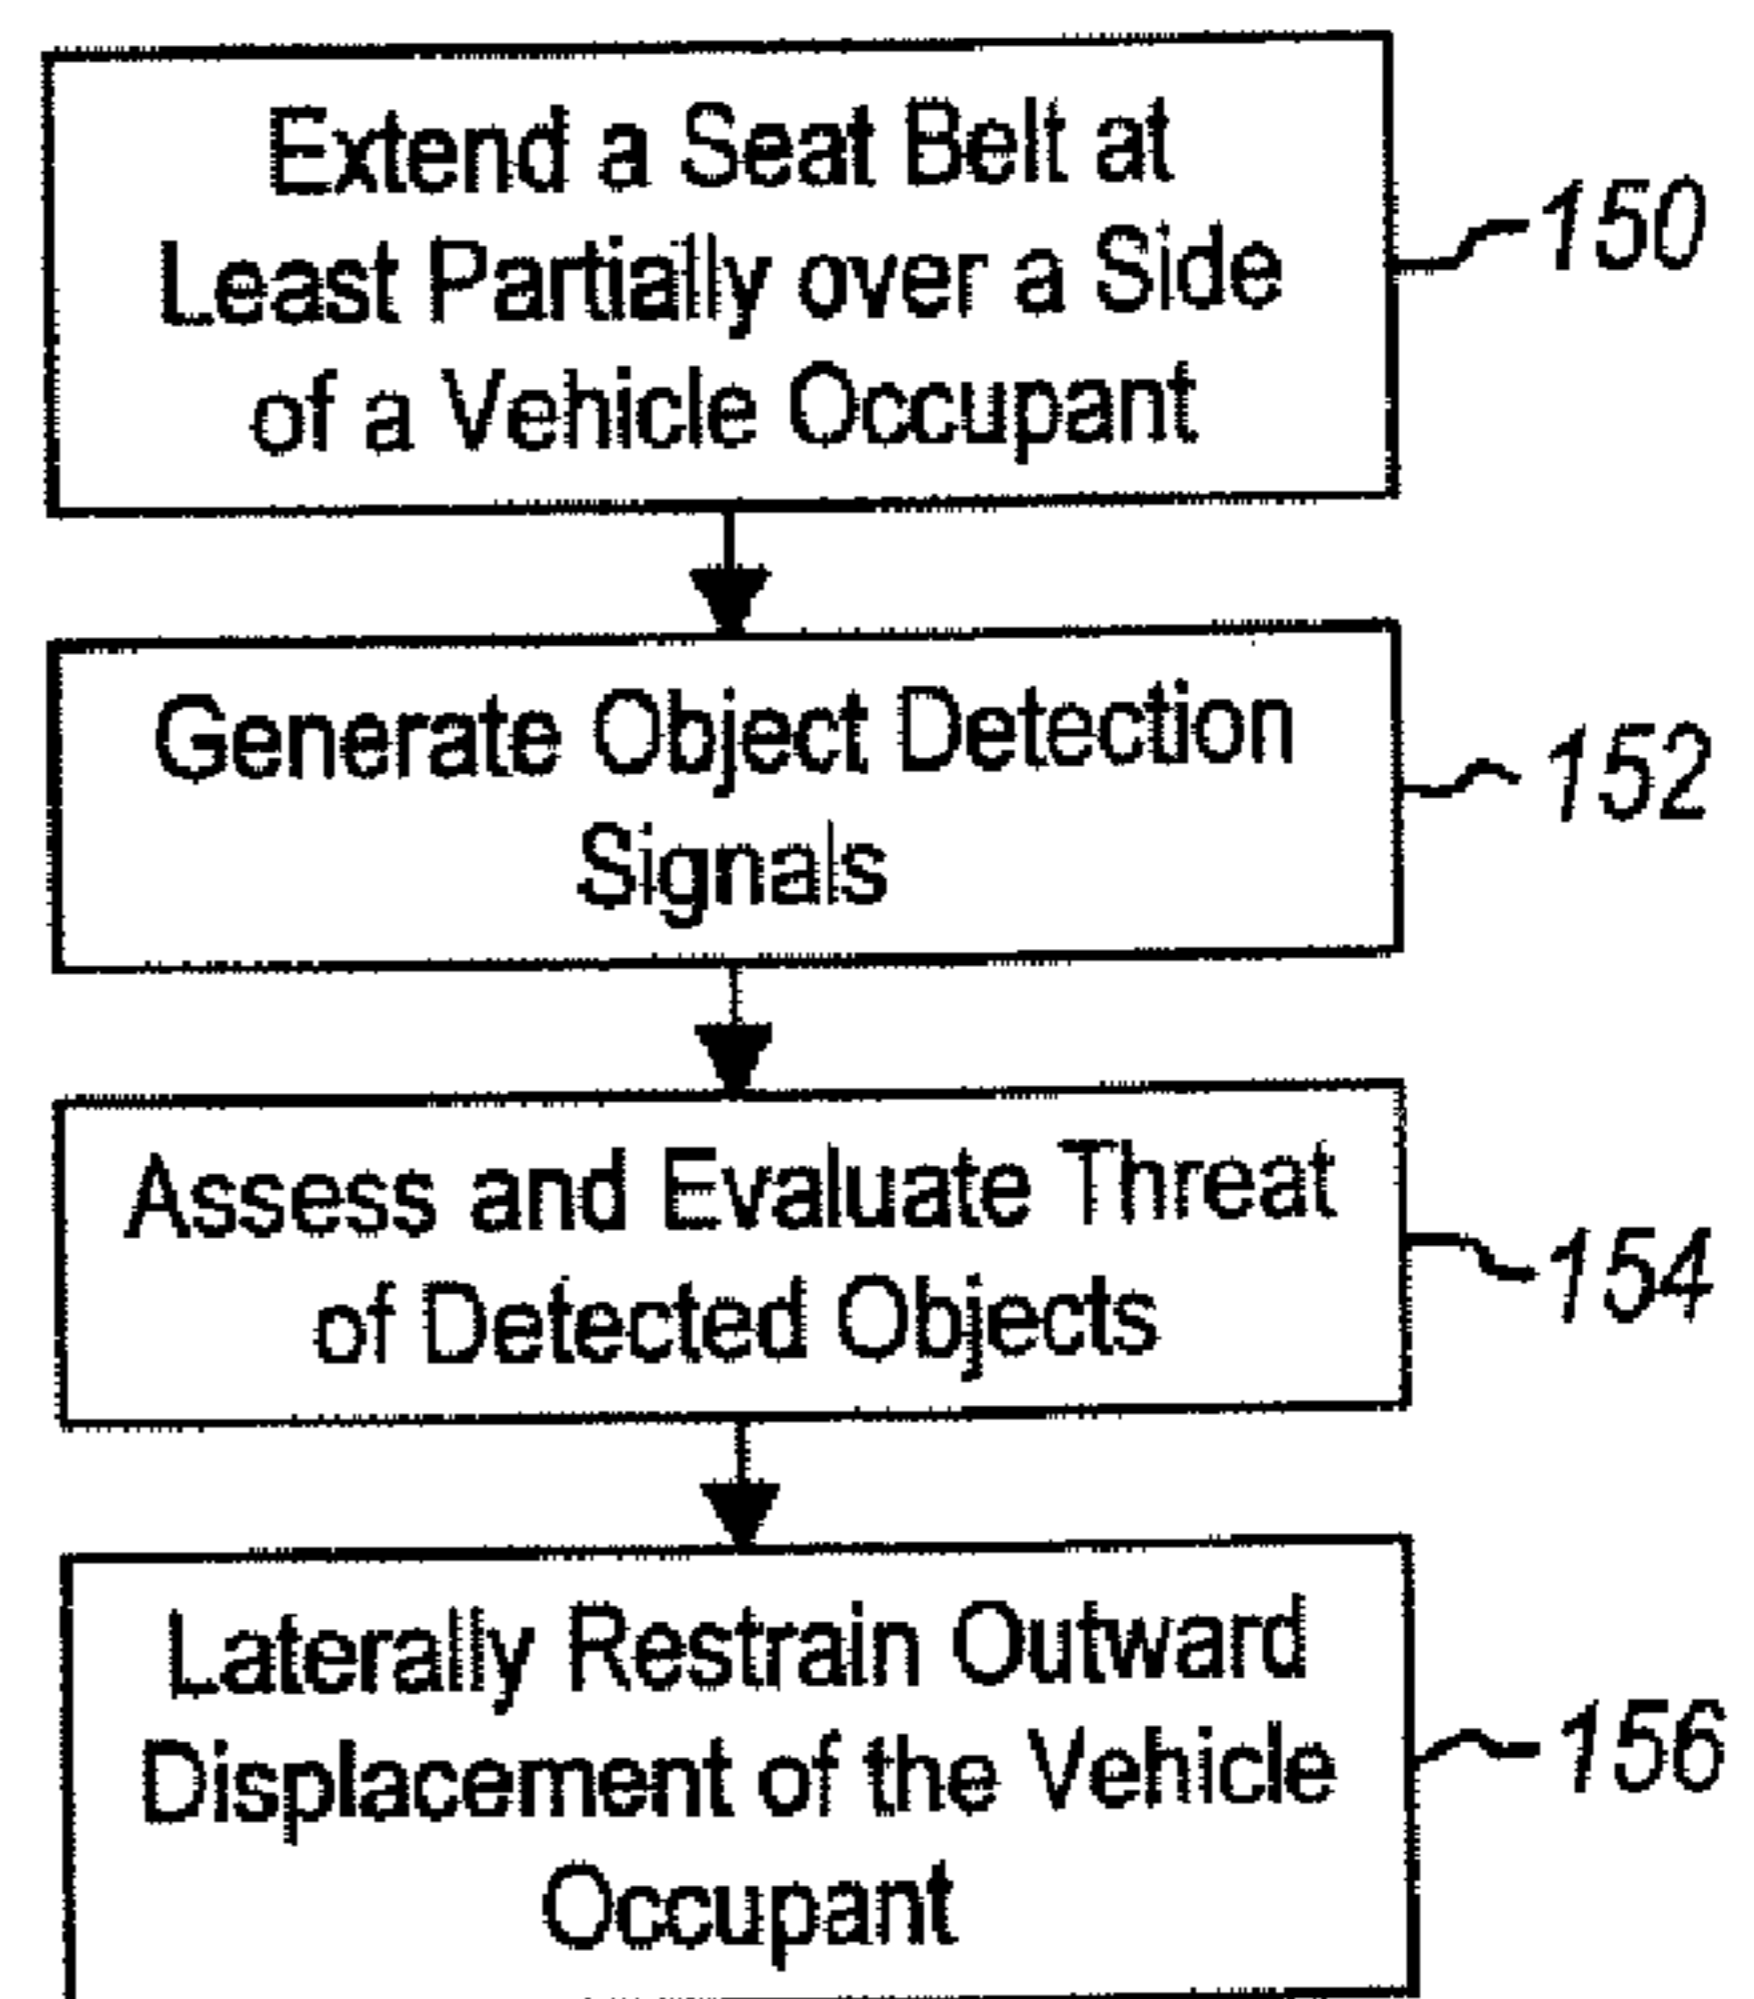 Extend a Seat Belt at
Least Partially over a Side
of a Vehicle Occupant
150
Generate Object Detection
Signals
152
Assess and Evaluate Threat
of Detected Objects
154
Laterally Restrain Outward
Displacement of the Vehicle
Occupant
156